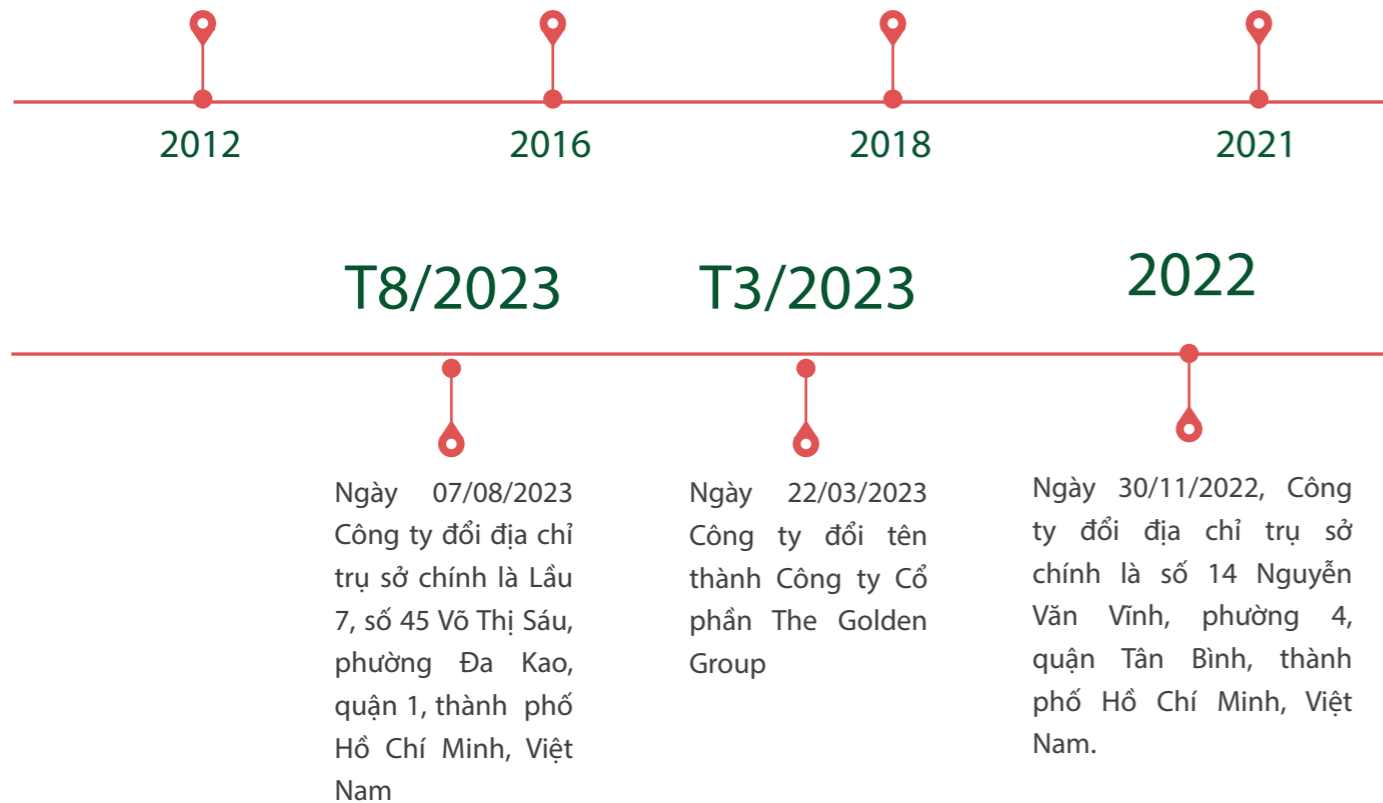 2012
2016
2018
2021
T8/2023
T3/2023
2022
Ngày 07/08/2023
Công ty đổi địa chỉ
trụ sở chính là Lầu
7, số 45 Võ Thị Sáu,
phường Đa Kao,
quận 1, thành phố
Hồ Chí Minh, Việt
Nam
Ngày 22/03/2023
Công ty đổi tên
thành Công ty Cổ
phần The Golden
Group
Ngày 30/11/2022, Công
ty đổi địa chỉ trụ sở
chính là số 14 Nguyễn
Văn Vĩnh, phường 4,
quận Tân Bình, thành
phố Hồ Chí Minh, Việt
Nam.